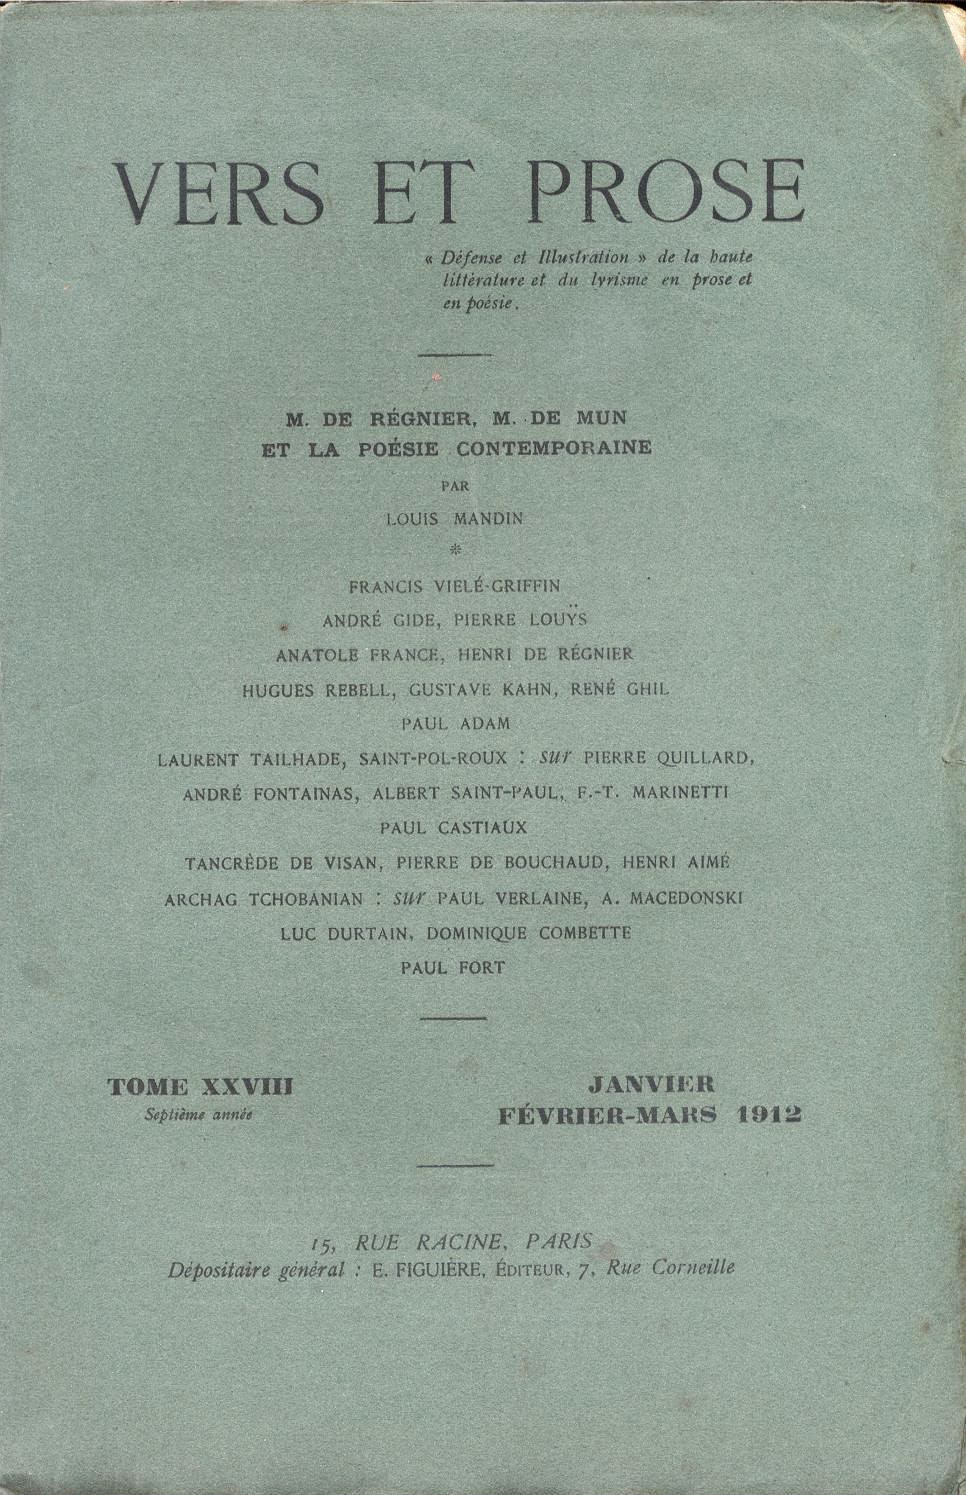 VERS ET PROSE
« Défense et Illustration » de la haute
littérature et du lyrisme en prose et
en poésie.
M. DE RÉGNIER, M. DE MUN
ET LA POÉSIE CONTEMPORAINE
PAR
LOUIS MANDIN
*
FRANCIS VIELÉ-GRIFFIN
ANDRÉ GIDE, PIERRE LOUŸS
ANATOLE FRANCE, HENRI DE RÉGNIER
HUGUES REBELL, GUSTAVE KAHN, RENÉ GHIL
PAUL ADAM
LAURENT TAILHADE, SAINT-POL-ROUX : sur PIERRE QUILLARD,
ANDRÉ FONTAINAS, ALBERT SAINT-PAUL, F.-T. MARINETTI
PAUL CASTIAUX
TANCRÈDE DE VISAN, PIERRE DE BOUCHAUD, HENRI AIMÉ
ARCHAG TCHOBANIAN : sur PAUL VERLAINE, A. MACEDONSKI
LUC DURTAIN, DOMINIQUE COMBETTE
PAUL FORT
TOME XXVIII
Septième année
JANVIER
FÉVRIER-MARS 1912
15, RUE RACINE, PARIS
Dépositaire général : E. FIGUIÈRE, ÉDITEUR, 7, Rue Corneille